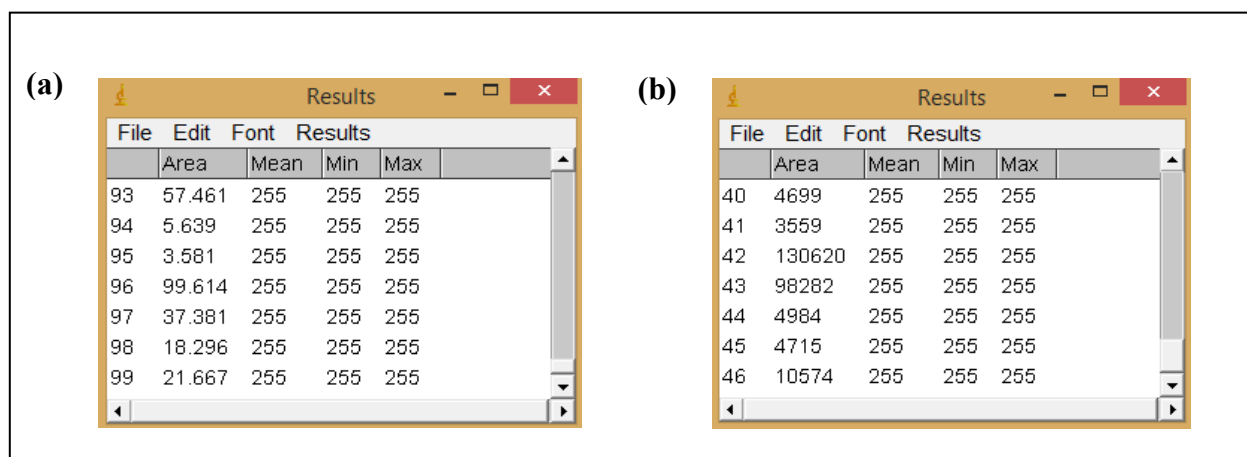 (a)
Results
File Edit Font Results
Area Mean Min Max
93 57.461 255 255 255
94 5.639 255 255 255
95 3.581 255 255 255
96 99.614 255 255 255
97 37.381 255 255 255
98 18.296 255 255 255
99 21.667 255 255 255
(b)
Results
File Edit Font Results
Area Mean Min Max
40 4699 255 255 255
41 3559 255 255 255
42 130620 255 255 255
43 98282 255 255 255
44 4984 255 255 255
45 4715 255 255 255
46 10574 255 255 255